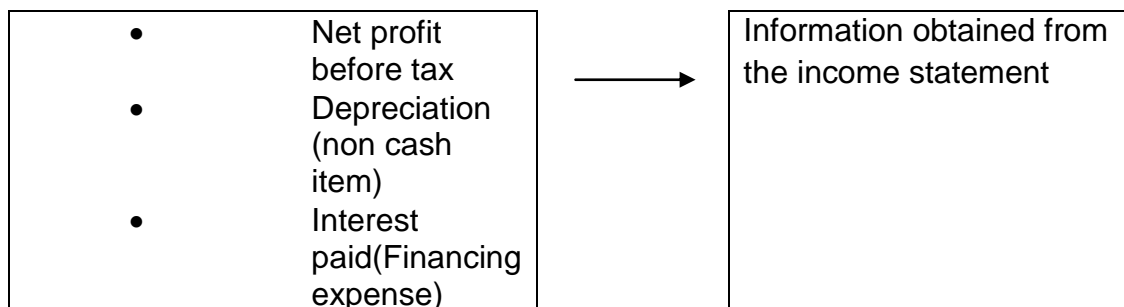 • Net profit
before tax
• Depreciation
(non cash
item)
• Interest
paid(Financing
expense)
Information obtained from
the income statement